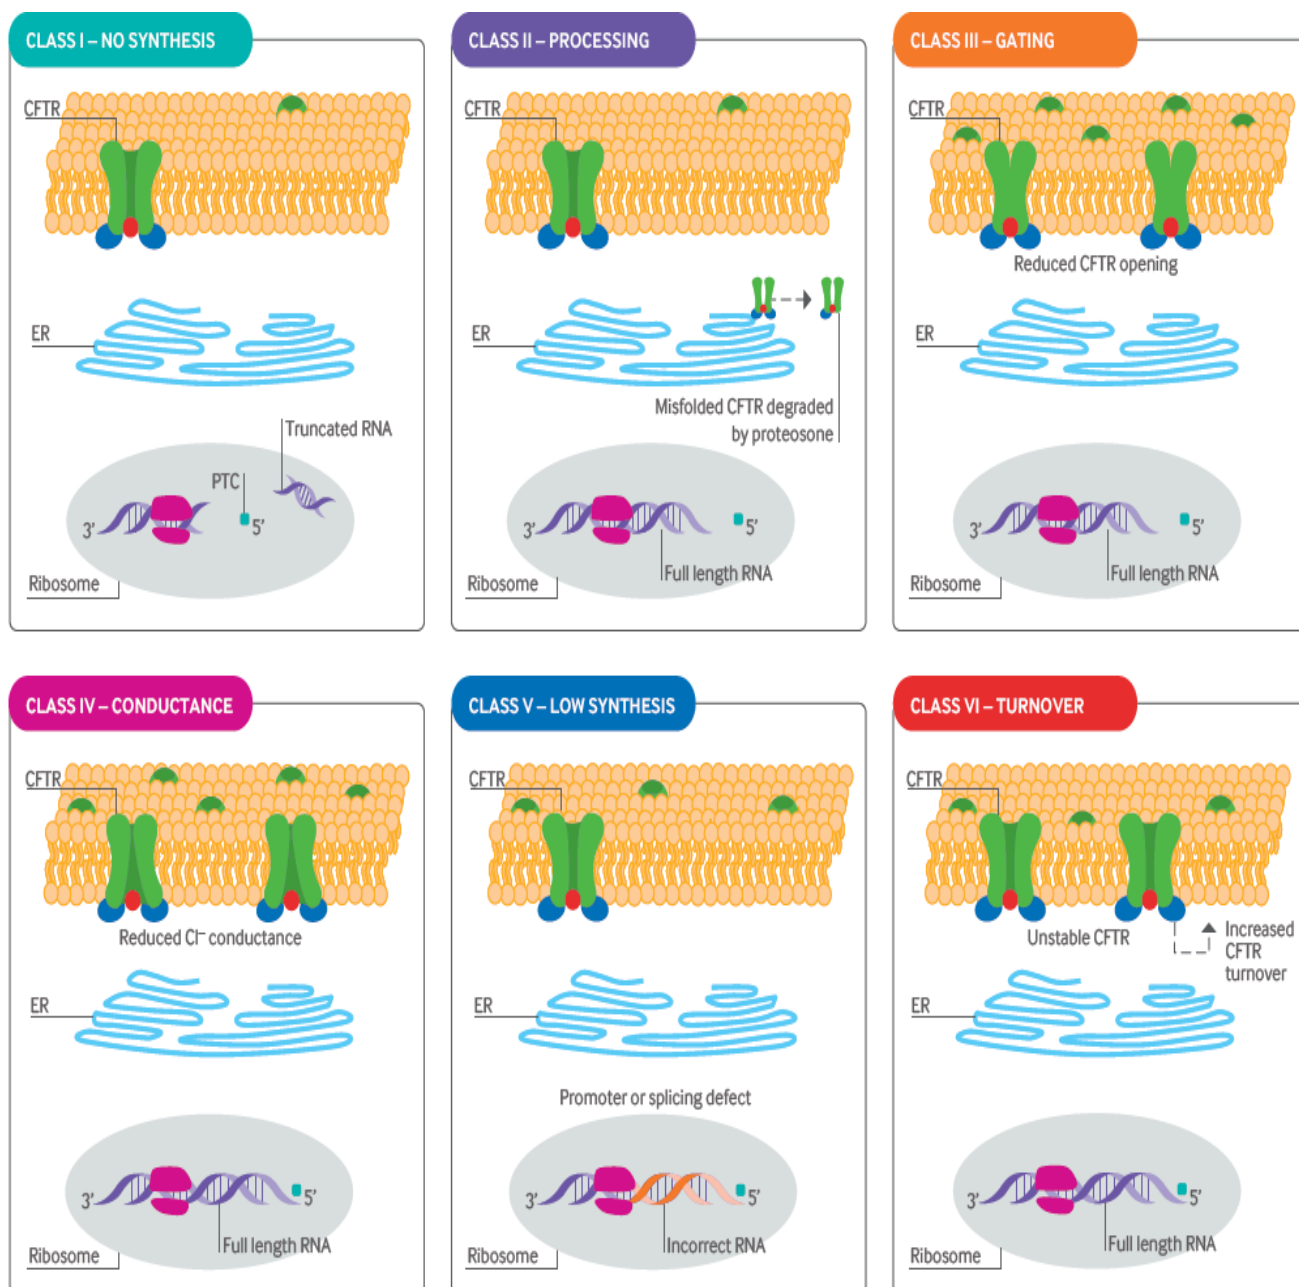 CLASS I – NO SYNTHESIS
CFTR
ER
Truncated RNA
PTC
3’
5’
Ribosome
CLASS II – PROCESSING
CFTR
ER
Misfolded CFTR degraded
by proteosone
3’
5’
Full length RNA
Ribosome
CLASS III – GATING
CFTR
Reduced CFTR opening
ER
3’
5’
Full length RNA
Ribosome
CLASS IV – CONDUCTANCE
CFTR
Reduced Cl⁻ conductance
ER
3’
5’
Full length RNA
Ribosome
CLASS V – LOW SYNTHESIS
CFTR
ER
Promoter or splicing defect
3’
5’
Incorrect RNA
Ribosome
CLASS VI – TURNOVER
CFTR
Unstable CFTR
Increased
CFTR
turnover
ER
3’
5’
Full length RNA
Ribosome